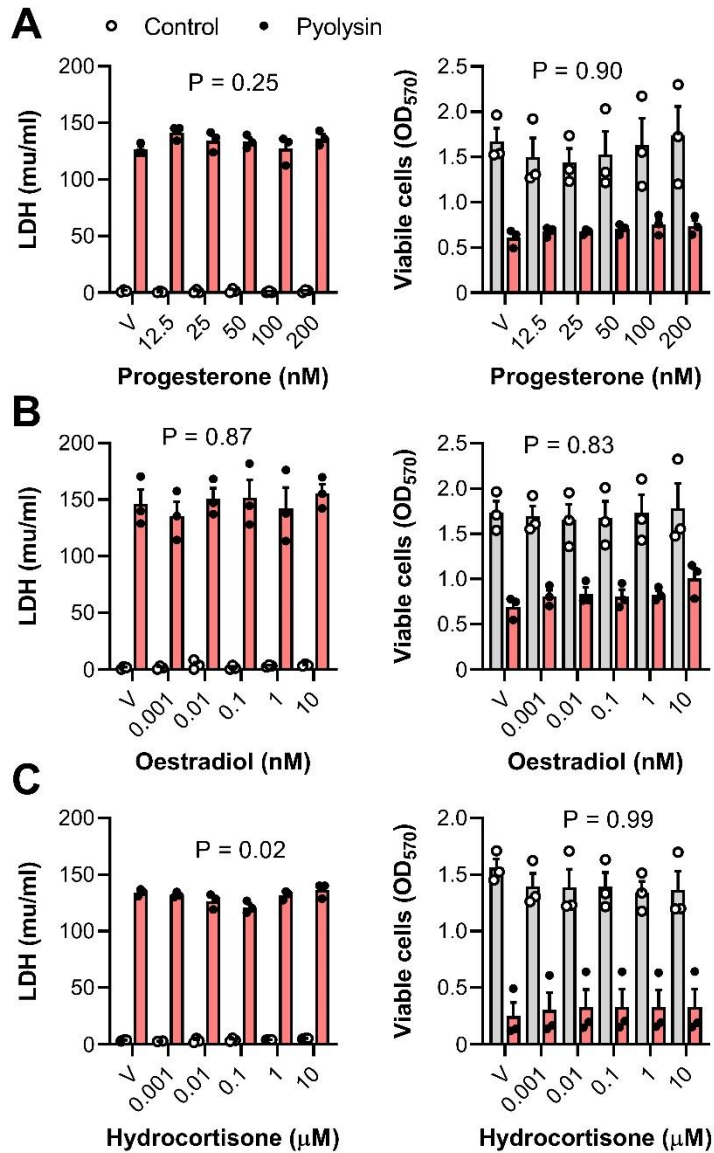 A
Control
Pyolysin
LDH (mu/ml)
200
150
100
50
0
P = 0.25
V
12.5
25
50
100
200
Progesterone (nM)
Viabile cells (OD570)
2.5
2.0
1.5
1.0
0.5
0
P = 0.90
V
12.5
25
50
100
200
Progesterone (nM)
B
LDH (mu/ml)
200
150
100
50
0
P = 0.87
V
0.001
0.01
0.1
1
10
Oestradiol (nM)
Viable cells (OD570)
2.5
2.0
1.5
1.0
0.5
0
P = 0.83
V
0.001
0.01
0.1
1
10
Oestradiol (nM)
C
LDH (mu/ml)
200
150
100
50
0
P = 0.02
V
0.001
0.01
0.1
1
10
Hydrocortisone (μM)
Viable cells (OD570)
2.0
1.5
1.0
0.5
0
P = 0.99
V
0.001
0.01
0.1
1
10
Hydrocortisone (μM)